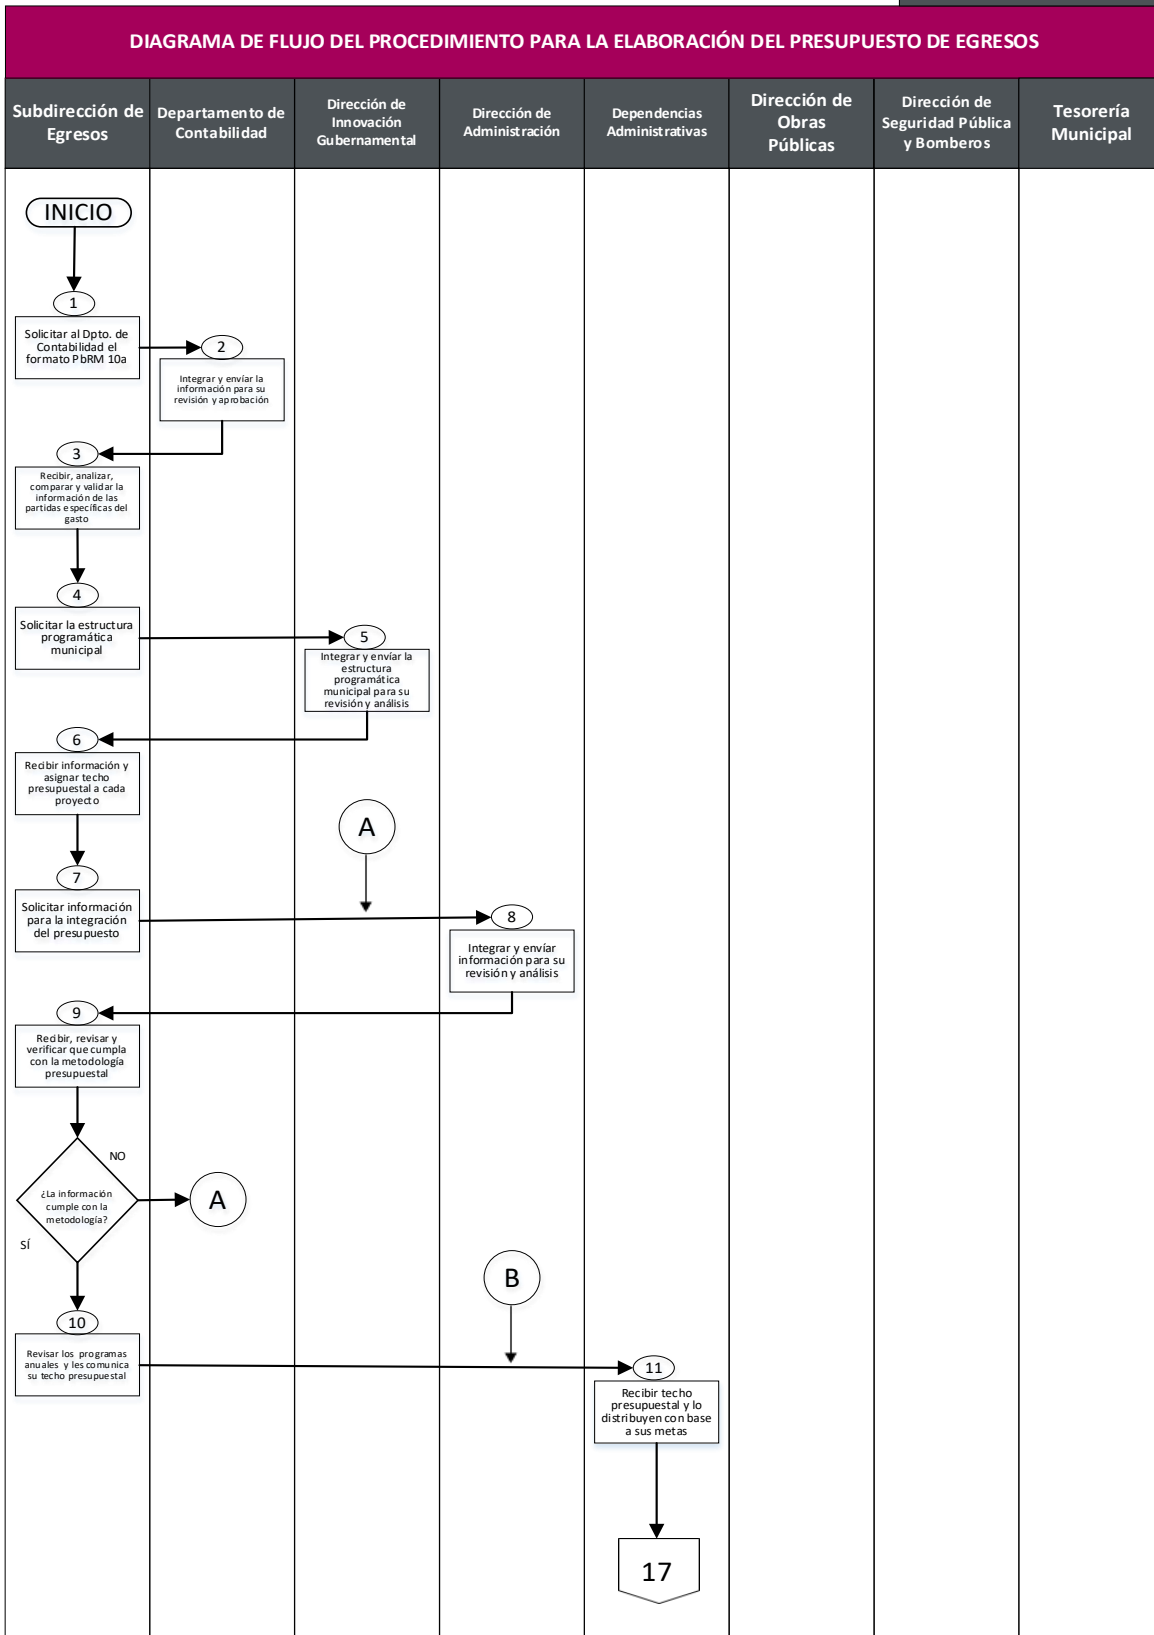 DIAGRAMA DE FLUJO DEL PROCEDIMIENTO PARA LA ELABORACIÓN DEL PRESUPUESTO DE EGRESOS
Subdirección de
Egresos
Departamento de
Contabilidad
Dirección de
Innovación
Gubernamental
Dirección de
Administración
Dependencias
Administrativas
Dirección de
Obras
Públicas
Dirección de
Seguridad Pública
y Bomberos
Tesorería
Municipal
INICIO
1
Solicitar al Dpto. de
Contabilidad el
formato PbRM 10a
2
Integrar y envíar la
información para su
revisión y aprobación
3
Recibir, analizar,
comparar y validar la
información de las
partidas específicas del
gasto
4
Solicitar la estructura
programática
municipal
5
Integrar y envíar la
estructura
programática
municipal para su
revisión y análisis
6
Recibir información y
asignar techo
presupuestal a cada
proyecto
A
7
Solicitar información
para la integración
del presupuesto
8
Integrar y envíar
información para su
revisión y análisis
9
Recibir, revisar y
verificar que cumpla
con la metodología
presupuestal
NO
¿La información
cumple con la
metodología?
A
SÍ
B
10
Revisar los programas
anuales y les comunica
su techo presupuestal
11
Recibir techo
presupuestal y lo
distribuyen con base
a sus metas
17